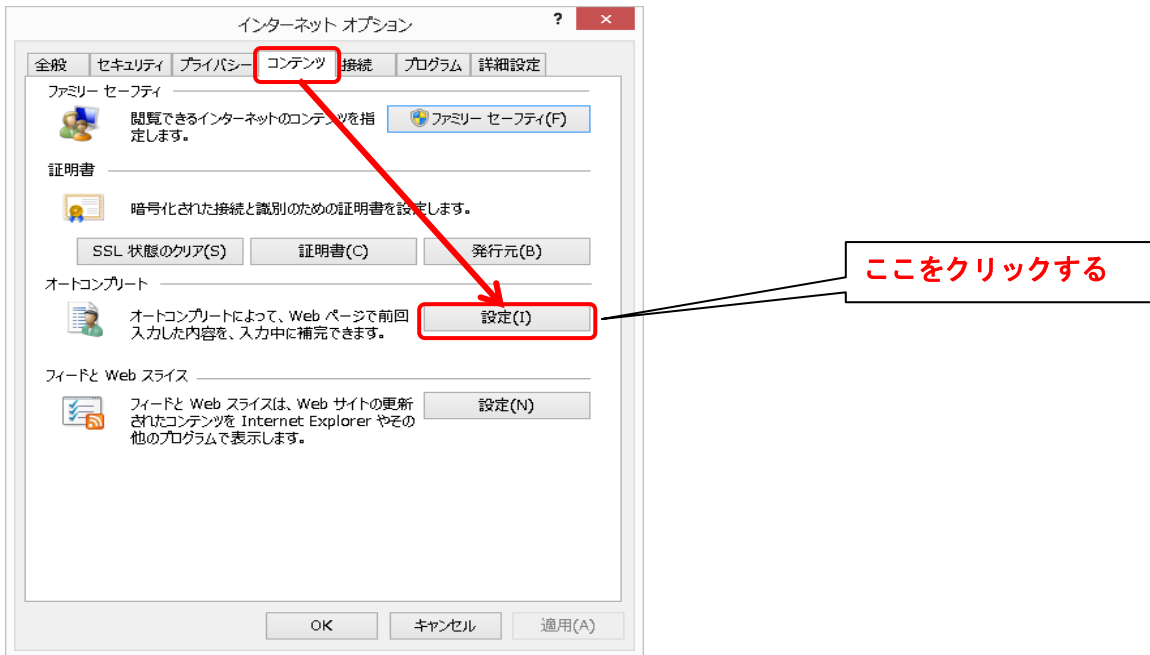 インターネット オプション
?
×
全般 セキュリティ プライバシー コンテンツ 接続 プログラム 詳細設定
ファミリー セーフティ
閲覧できるインターネットのコンテンツを指
定します。
ファミリー セーフティ(F)
証明書
暗号化された接続と識別のための証明書を設定します。
SSL 状態のクリア(S) 証明書(C) 発行元(B)
オートコンプリート
オートコンプリートによって、Web ページで前回
入力した内容を、入力中に補完できます。
設定(I)
ここをクリックする
フィードと Web スライス
フィードと Web スライスは、Web サイトの更新
されたコンテンツを Internet Explorer やその
他のプログラムで表示します。
設定(N)
OK キャンセル 適用(A)